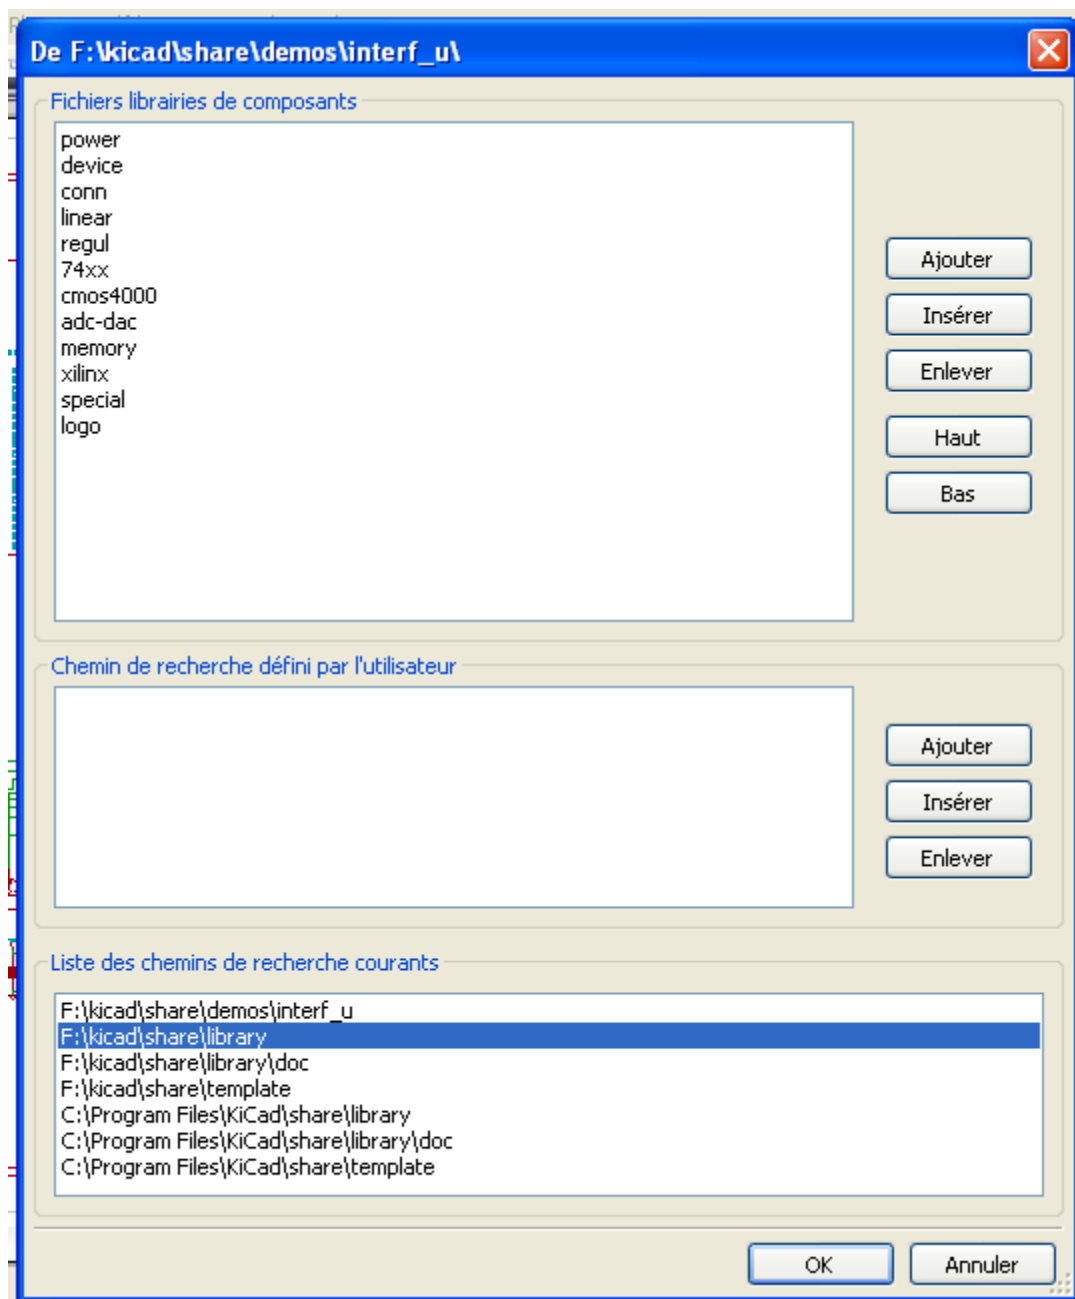 De F:\kicad\share\demos\interf_u\
Fichiers librairies de composants
power
device
conn
linear
regul
74xx
cmos4000
adc-dac
memory
xilinx
special
logo
Ajouter
Insérer
Enlever
Haut
Bas
Chemin de recherche défini par l'utilisateur
Ajouter
Insérer
Enlever
Liste des chemins de recherche courants
F:\kicad\share\demos\interf_u
F:\kicad\share\library
F:\kicad\share\library\doc
F:\kicad\share\template
C:\Program Files\KiCad\share\library
C:\Program Files\KiCad\share\library\doc
C:\Program Files\KiCad\share\template
OK
Annuler